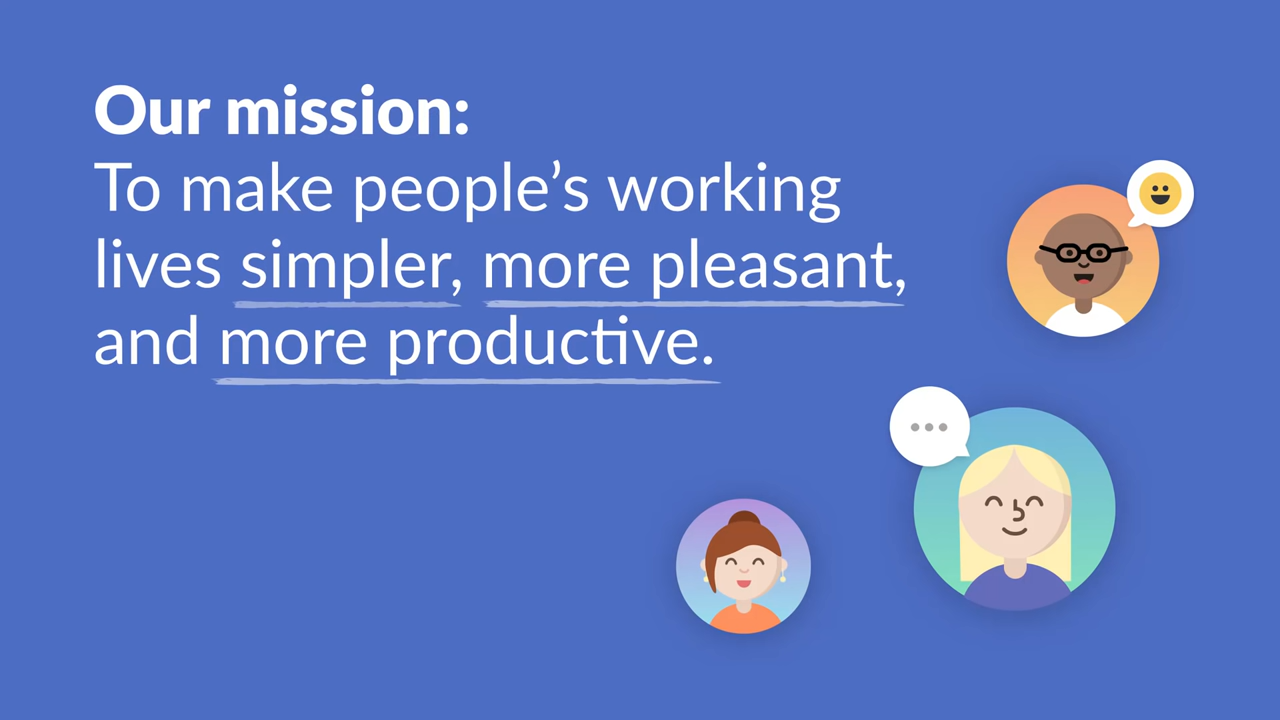 Our mission:
To make people’s working
lives simpler, more pleasant,
and more productive.